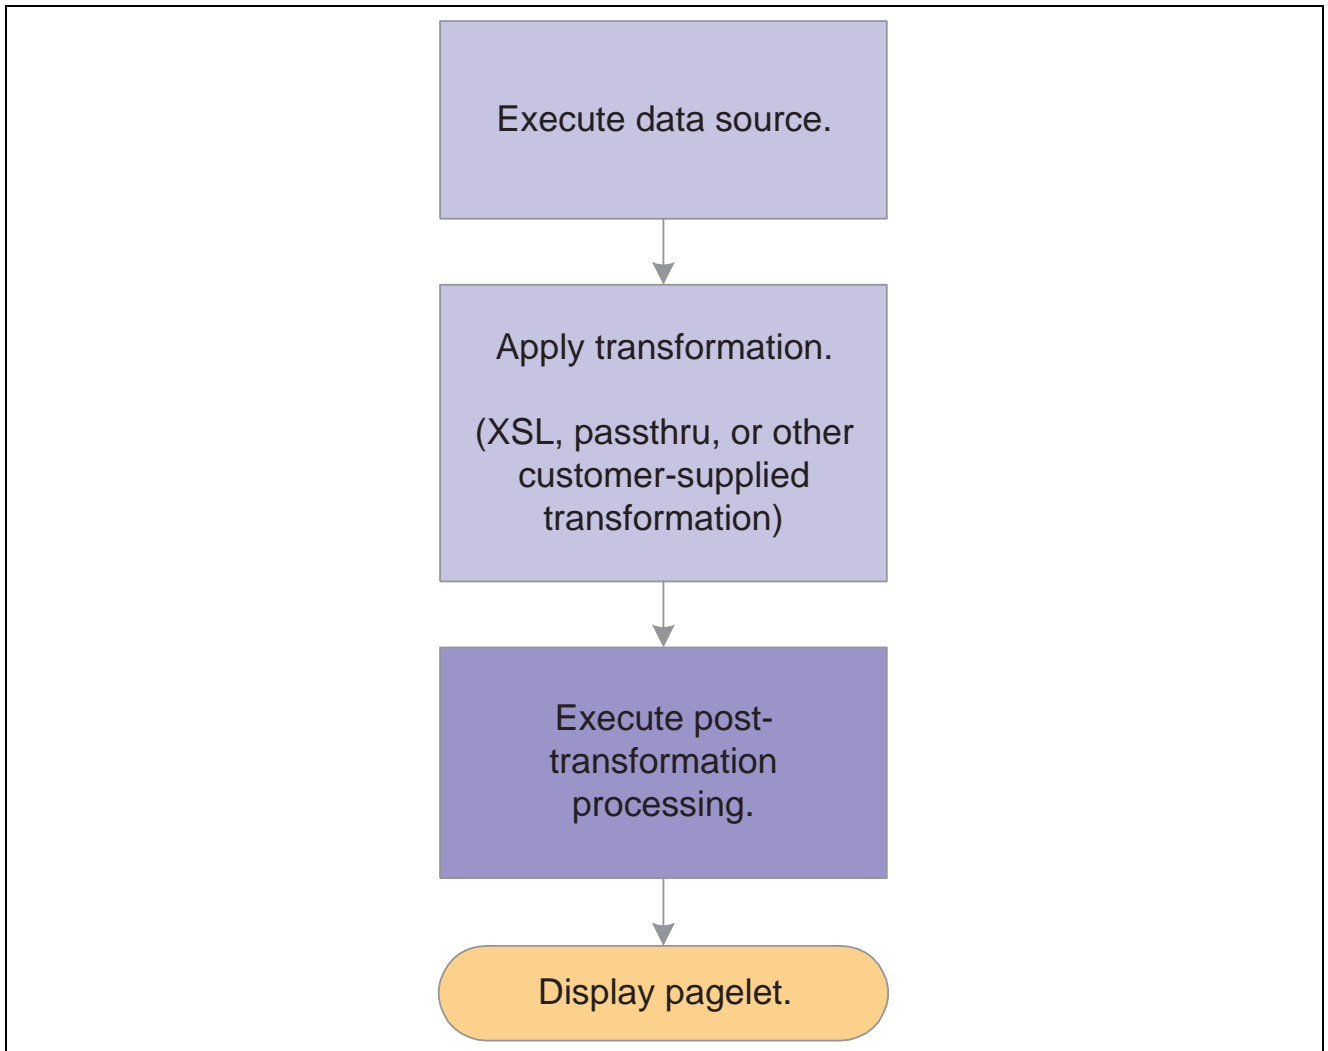 Execute data source.
Apply transformation.
(XSL, passthru, or other
customer-supplied
transformation)
Execute post-
transformation
processing.
Display pagelet.